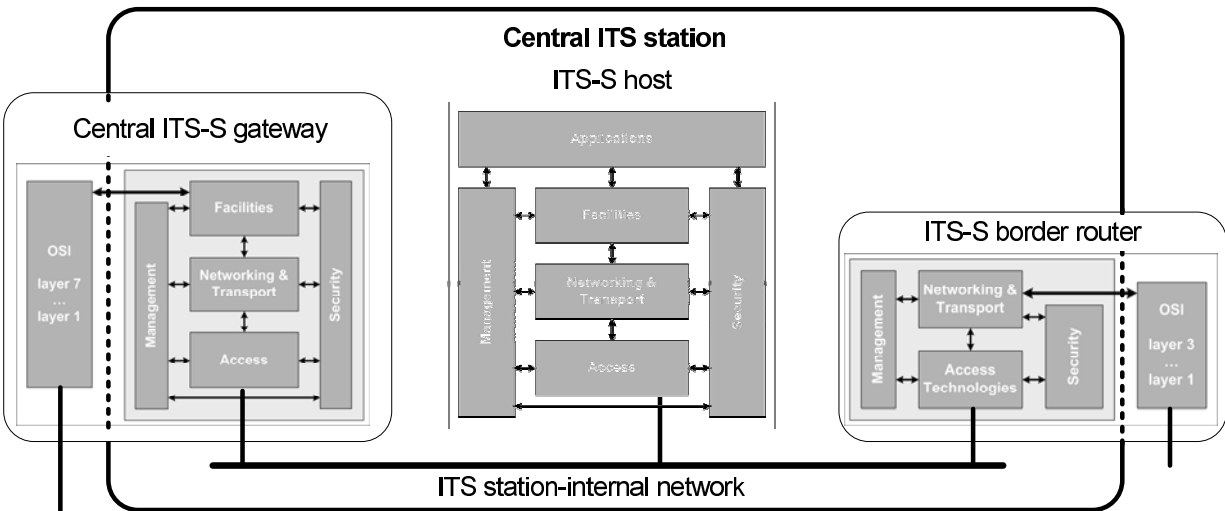 Central ITS station
ITS-S host
Central ITS-S gateway
OSI
layer 7
...
layer 1
Facilities
Networking &
Transport
Access
Management
Security
Applications
Facilities
Networking &
Transport
Access
Management
Security
ITS-S border router
Networking &
Transport
Access
Technologies
Management
Security
OSI
layer 3
...
layer 1
ITS station-internal network